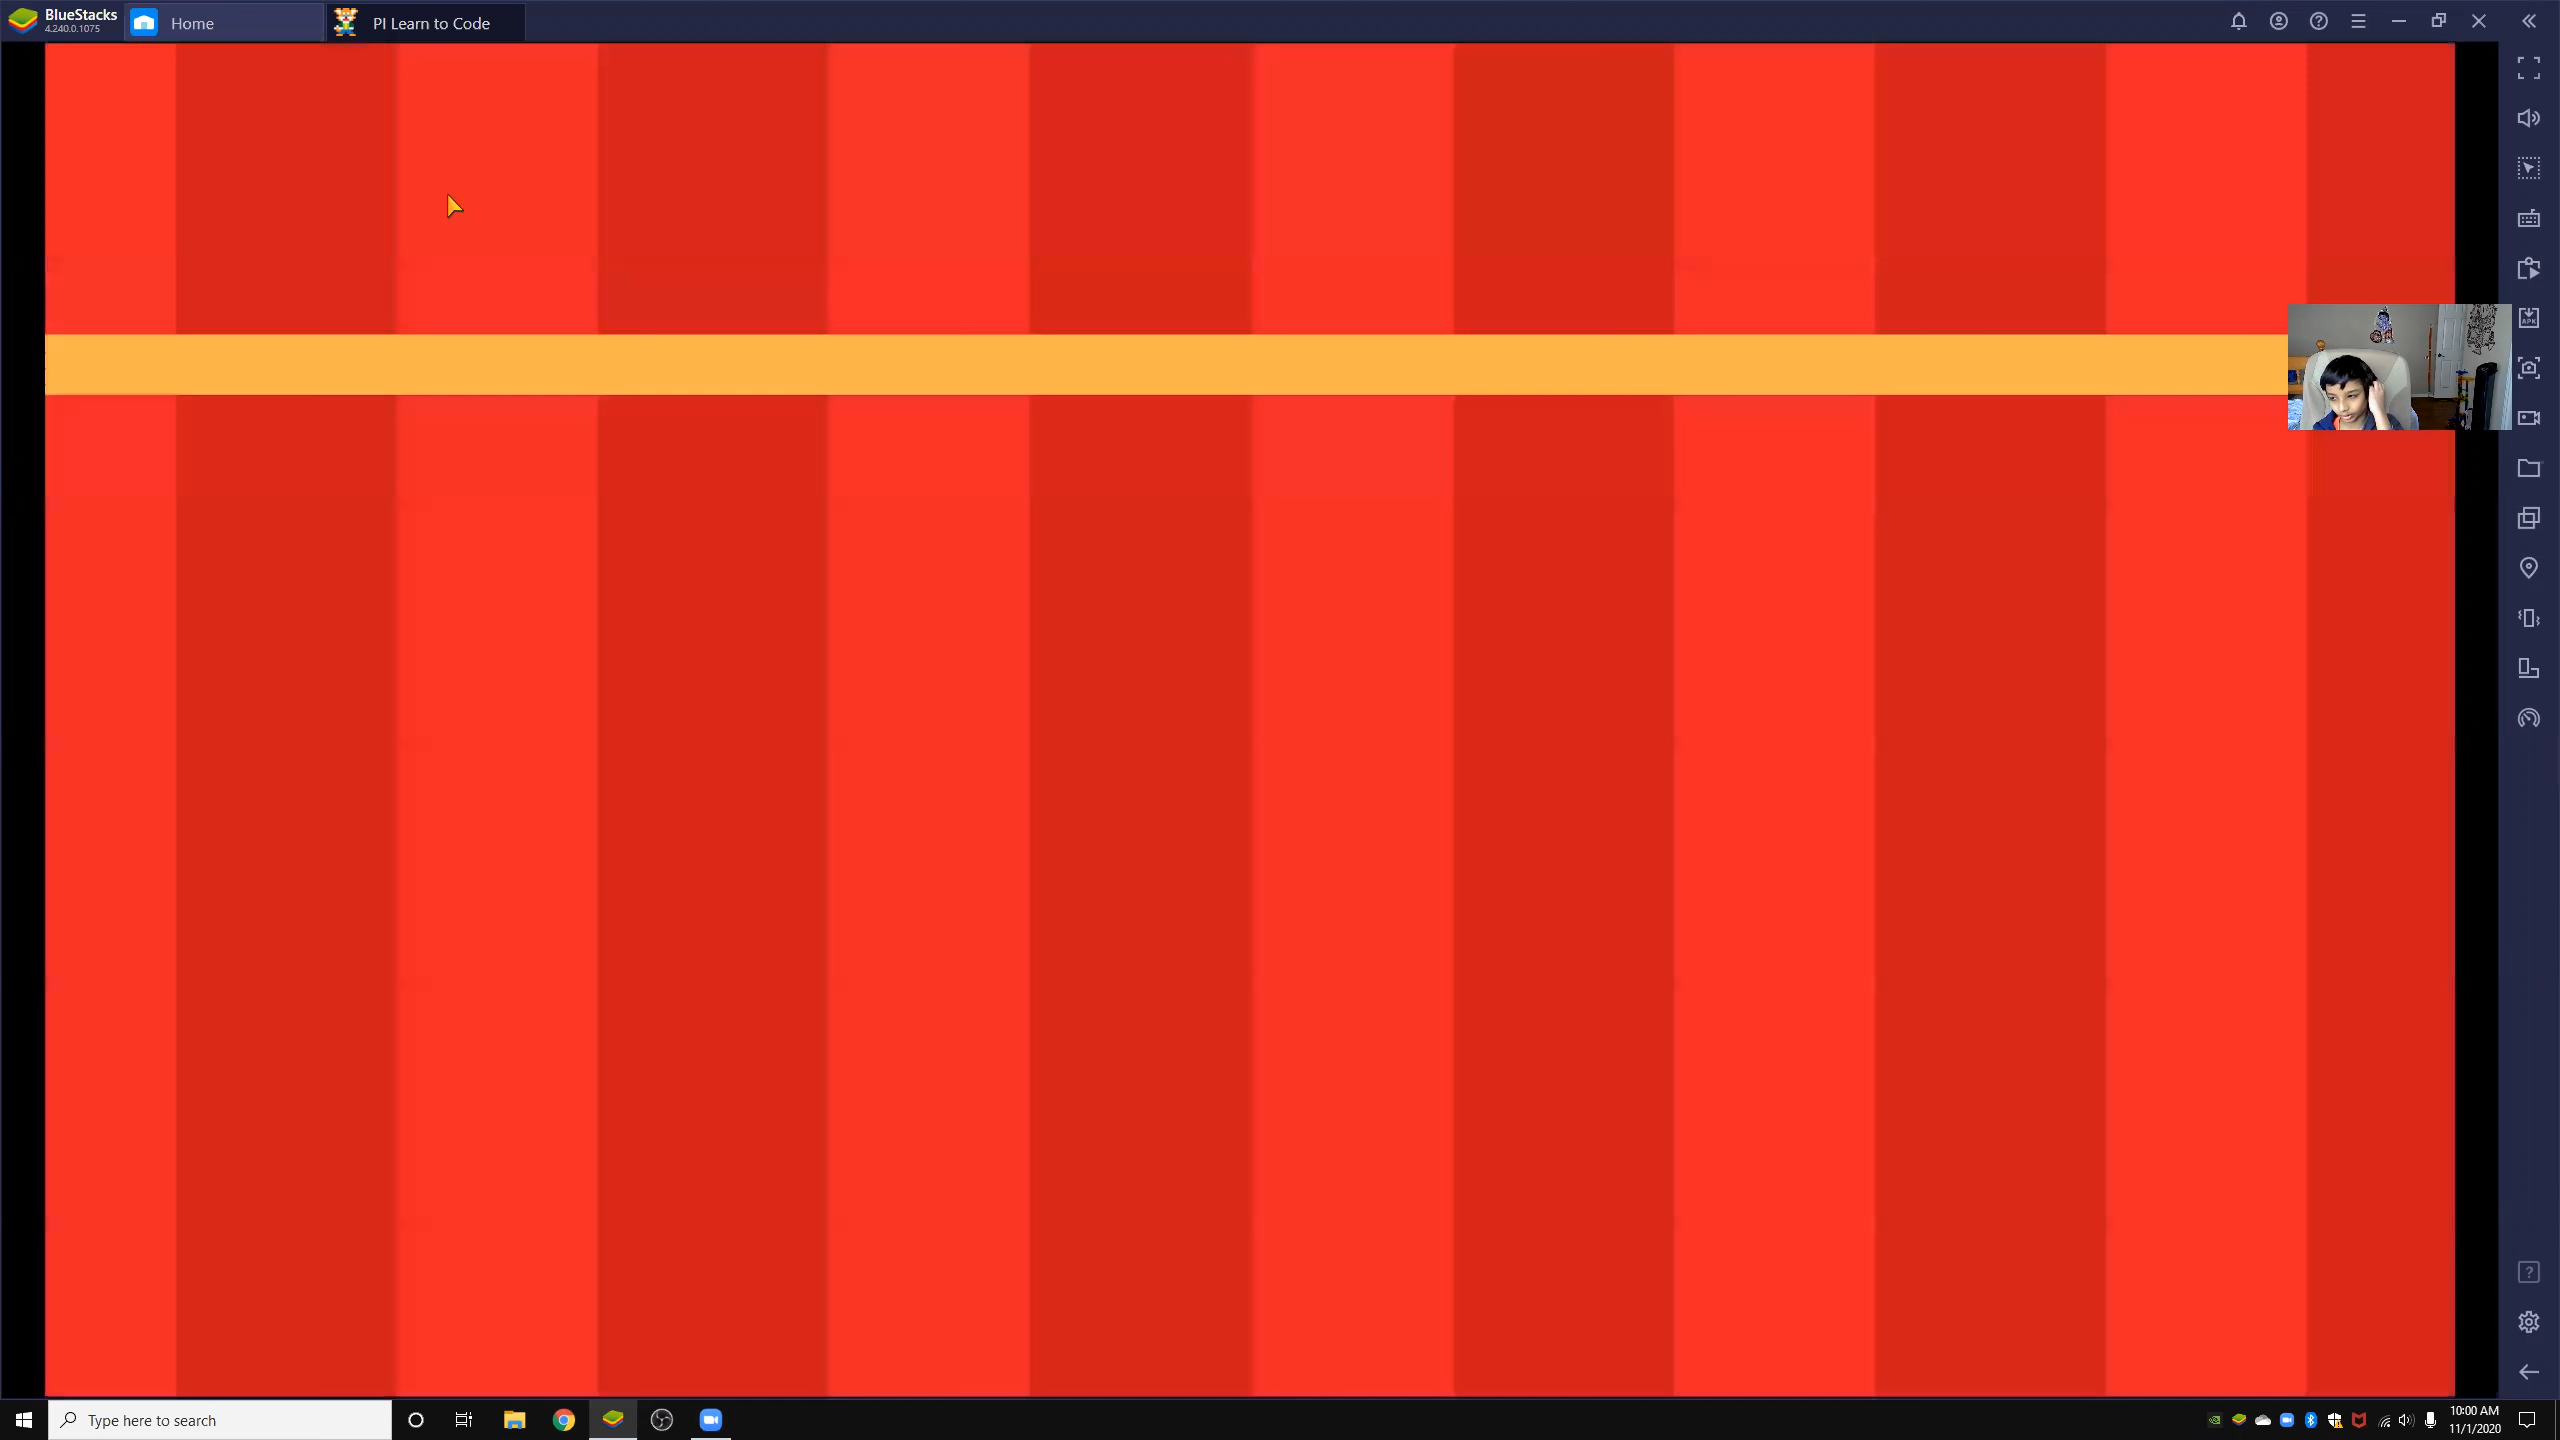 BlueStacks
4.240.0.1075
Home
PI Learn to Code
APK
Type here to search
10:00 AM
11/1/2020